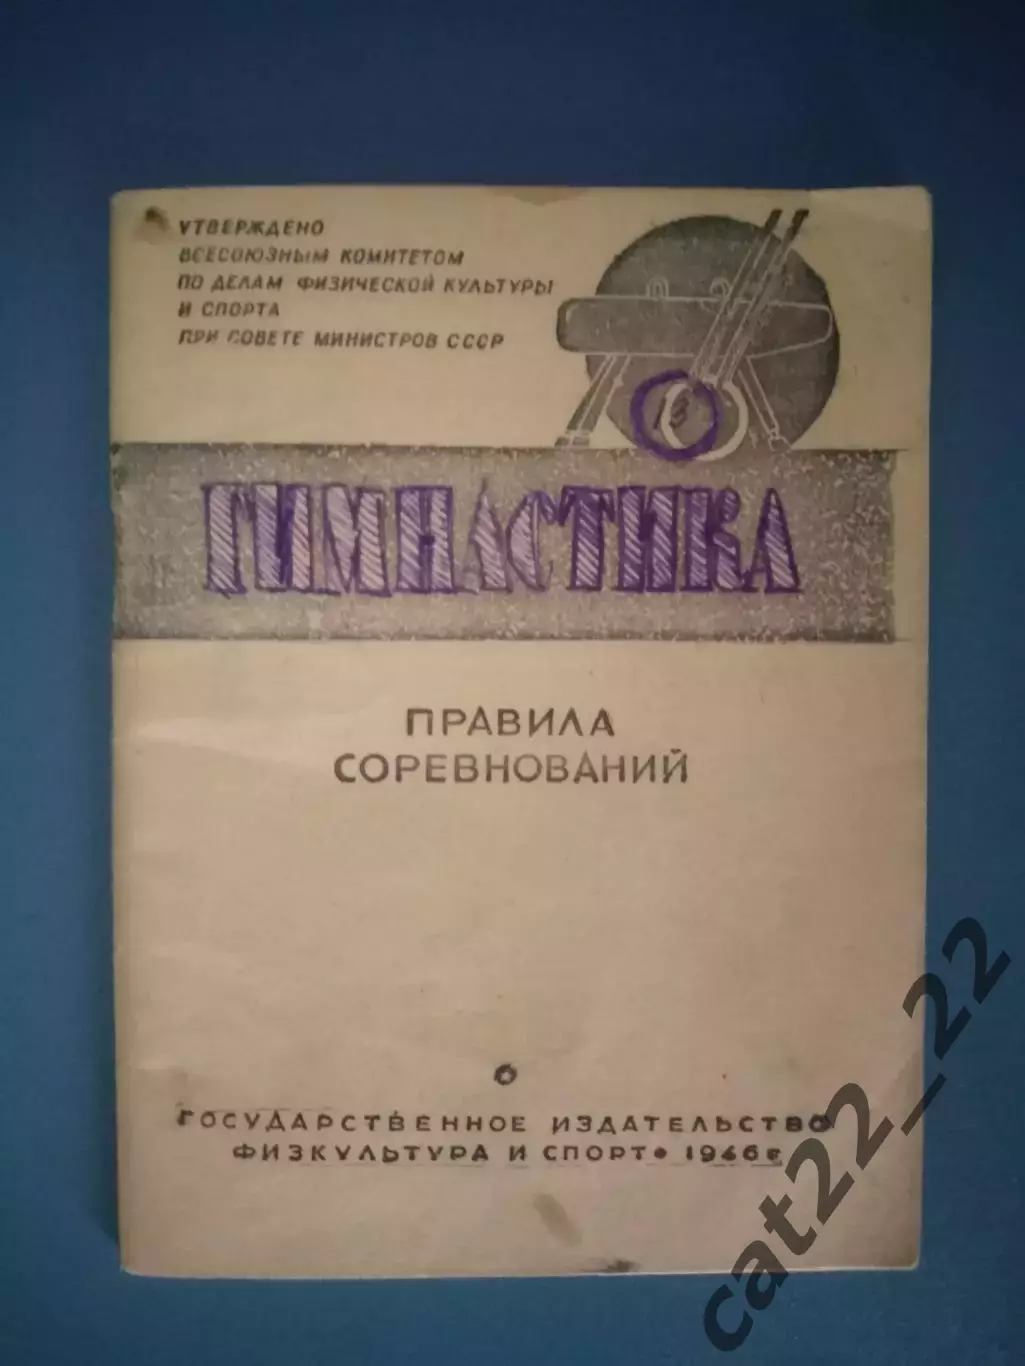 УТВЕРЖДЕНО
ВСЕСОЮЗНЫМ КОМИТЕТОМ
ПО ДЕЛАМ ФИЗИЧЕСКОЙ КУЛЬТУРЫ
И СПОРТА
ПРИ СОВЕТЕ МИНИСТРОВ СССР
ГИМНАСТИКА
ПРАВИЛА
СОРЕВНОВАНИЙ
ГОСУДАРСТВЕННОЕ ИЗДАТЕЛЬСТВО
ФИЗКУЛЬТУРА И СПОРТ • 1946 г.
cat22_22